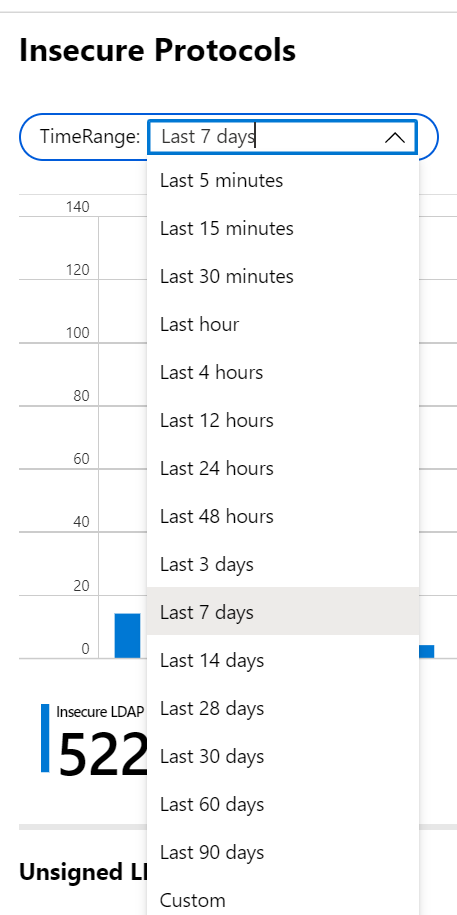 Insecure Protocols
TimeRange: Last 7 days
Last 5 minutes
Last 15 minutes
Last 30 minutes
Last hour
Last 4 hours
Last 12 hours
Last 24 hours
Last 48 hours
Last 3 days
Last 7 days
Last 14 days
Last 28 days
Last 30 days
Last 60 days
Last 90 days
Custom
140
120
100
80
60
40
20
0
Insecure LDAP
522
Unsigned